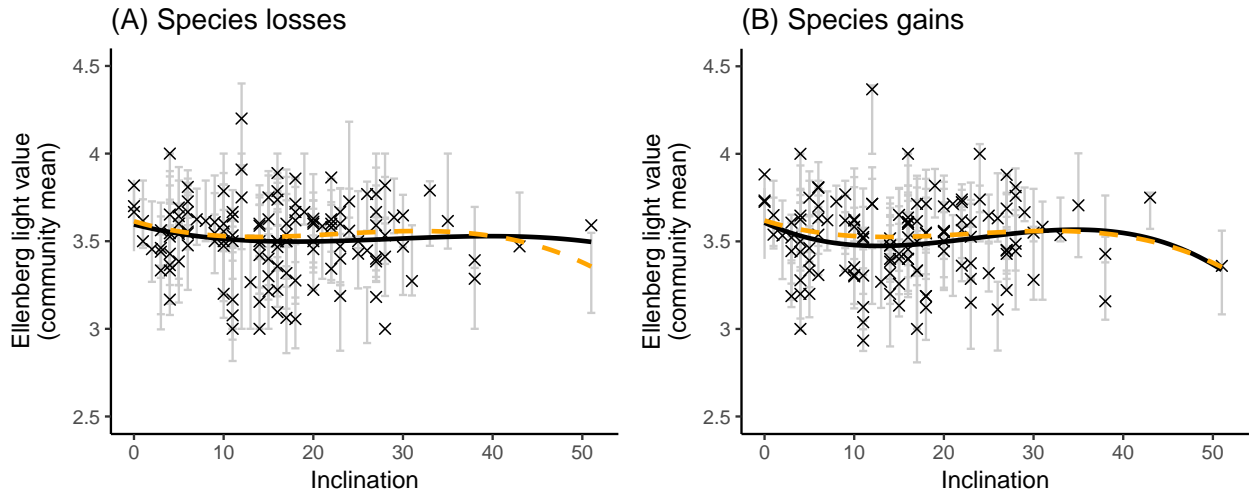 (A) Species losses
Ellenberg light value
(community mean)
4.5
4
3.5
3
2.5
0 10 20 30 40 50
Inclination
(B) Species gains
Ellenberg light value
(community mean)
4.5
4
3.5
3
2.5
0 10 20 30 40 50
Inclination